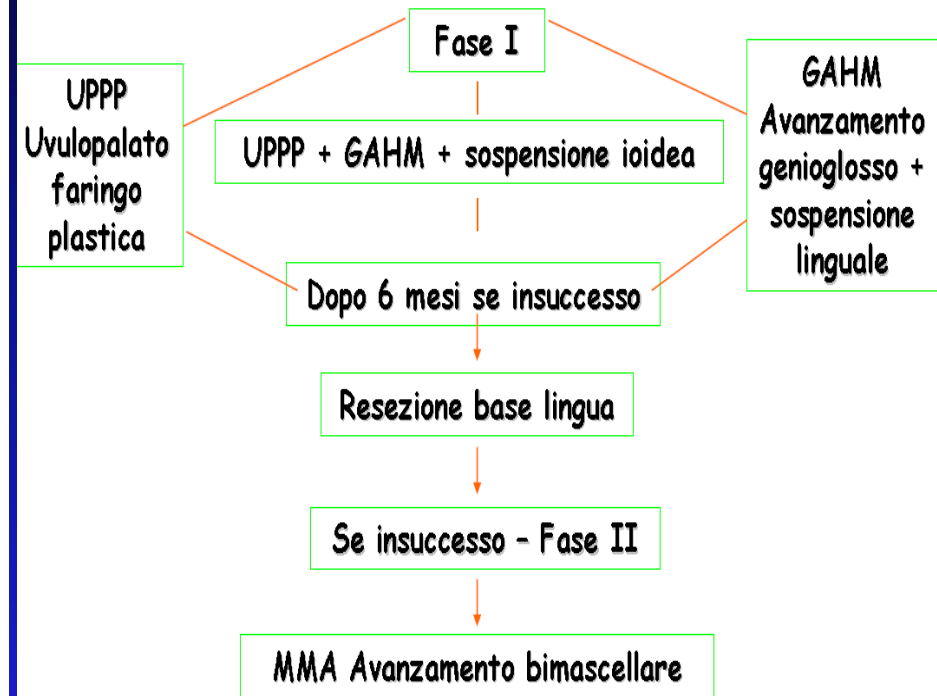 Fase I
UPPP
Uvulopalato
faringo
plastica
UPPP + GAHM + sospensione ioidea
GAHM
Avanzamento
genioglosso +
sospensione
linguale
Dopo 6 mesi se insuccesso
Resezione base lingua
Se insuccesso – Fase II
MMA Avanzamento bimascellare